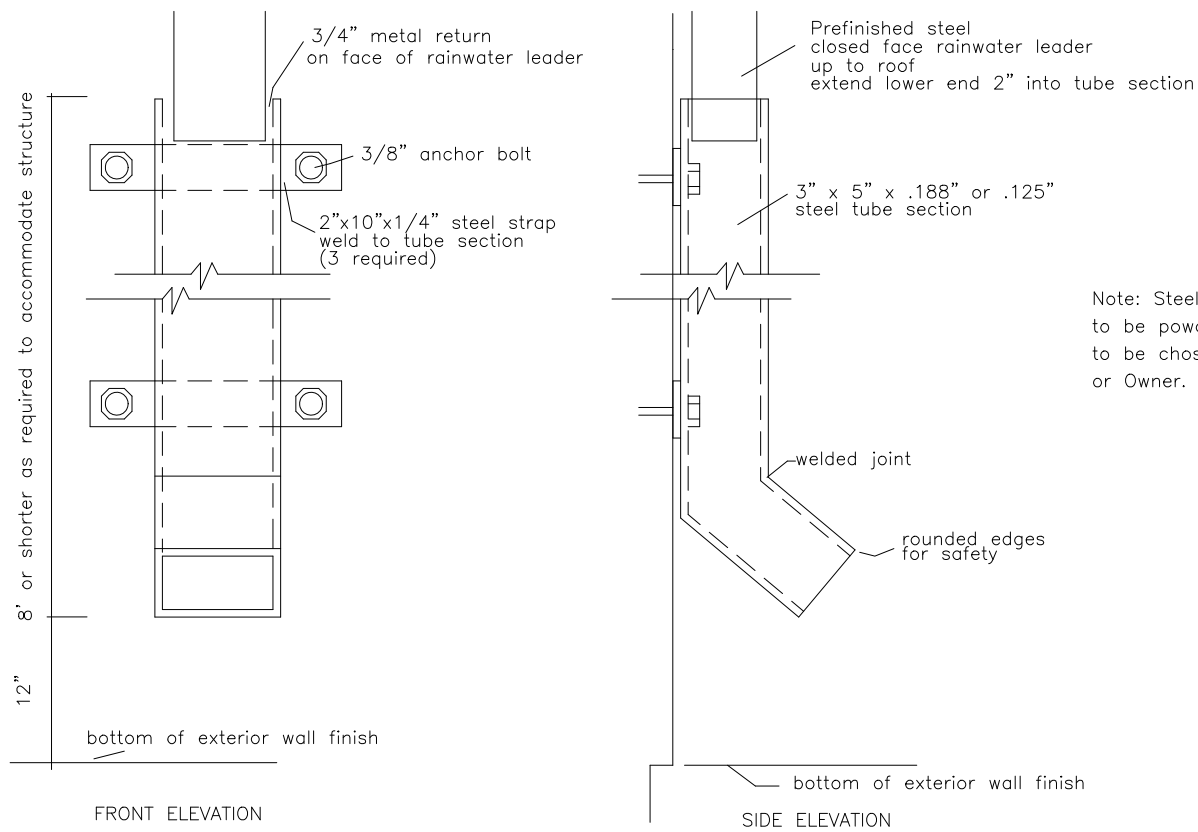 3/4" metal return
on face of rainwater leader
3/8" anchor bolt
2"x10"x1/4" steel strap
weld to tube section
(3 required)
8' or shorter as required to accommodate structure
12"
bottom of exterior wall finish
FRONT ELEVATION
Prefinished steel
closed face rainwater leader
up to roof
extend lower end 2" into tube section
3" x 5" x .188" or .125"
steel tube section
welded joint
rounded edges
for safety
bottom of exterior wall finish
SIDE ELEVATION
Note: Steel
to be
to be
or Owner.